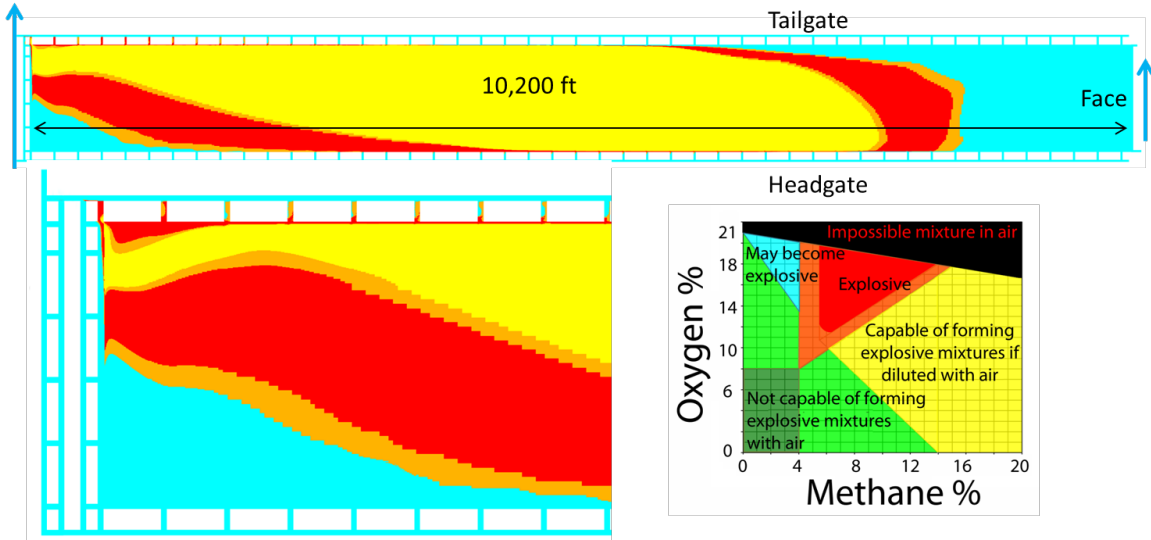 Tailgate
10,200 ft
Face
Headgate
Oxygen %
21
18
14
10
6
0
Impossible mixture in air
May become
explosive
Explosive
Capable of forming
explosive mixtures if
diluted with air
Not capable of forming
explosive mixtures
with air
0 4 8 12 16 20
Methane %